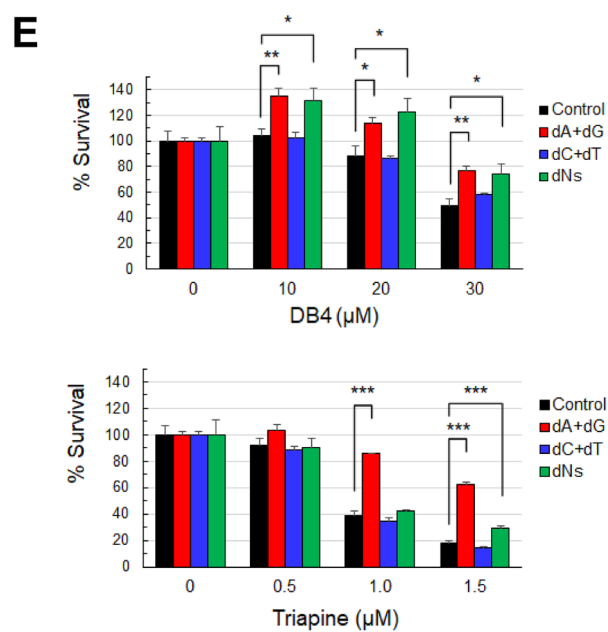 E
* *
** * *
**
140
120
100
80
60
40
20
0
% Survival
0 10 20 30
DB4 (µM)
Control
dA+dG
dC+dT
dNs
*** ***
***
140
120
100
80
60
40
20
0
% Survival
0 0.5 1.0 1.5
Triapine (µM)
Control
dA+dG
dC+dT
dNs